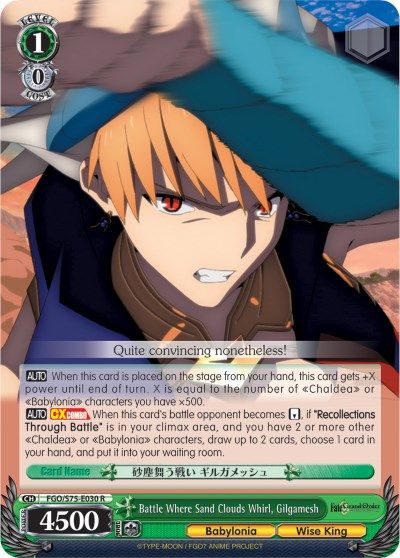 LEVEL
1
0
COST
Quite convincing nonetheless!
AUTO When this card is placed on the stage from your hand, this card gets +X
power until end of turn. X is equal to the number of «Chaldea» or
«Babylonia» characters you have ×500.
AUTO CX COMBO When this card's battle opponent becomes , if "Recollections
Through Battle" is in your climax area, and you have 2 or more other
«Chaldea» or «Babylonia» characters, draw up to 2 cards, choose 1 card in
your hand, and put it into your waiting room.
Card Name 砂塵舞う戦い ギルガメッシュ
CH FGO/S75-E030 R
Battle Where Sand Clouds Whirl, Gilgamesh
Fate Grand Order
POWER 4500 SOUL
Babylonia Wise King
©TYPE-MOON / FGO7 ANIME PROJECT